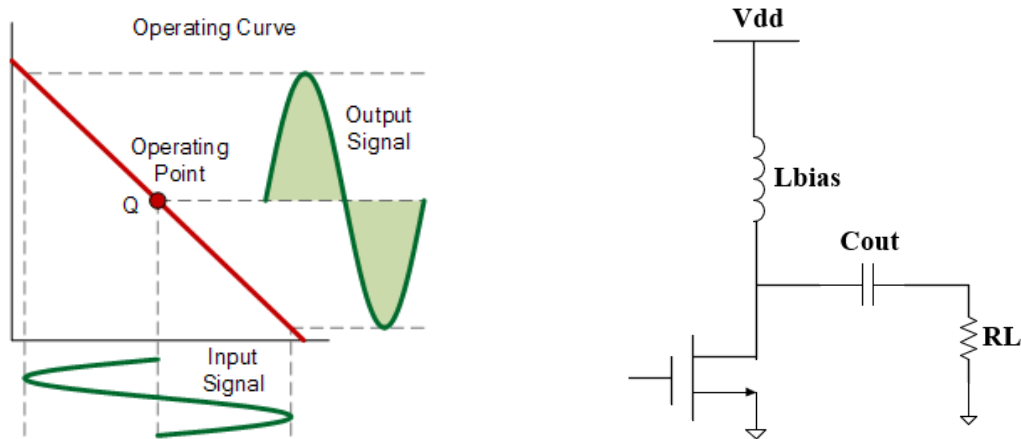 Operating Curve
Output
Signal
Operating
Point
Q
Input
Signal
Vdd
Lbias
Cout
RL